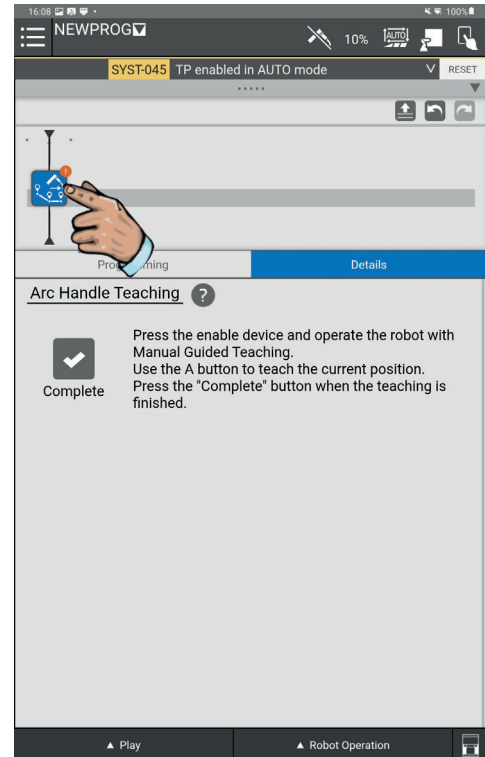 16:08 100%
NEWPROG
10% AUTO
SYST-045 TP enabled in AUTO mode RESET
Details
Arc Handle Teaching ?
Press the enable device and operate the robot with
Manual Guided Teaching.
Use the A button to teach the current position.
Complete Press the "Complete" button when the teaching is
finished.
Play Robot Operation